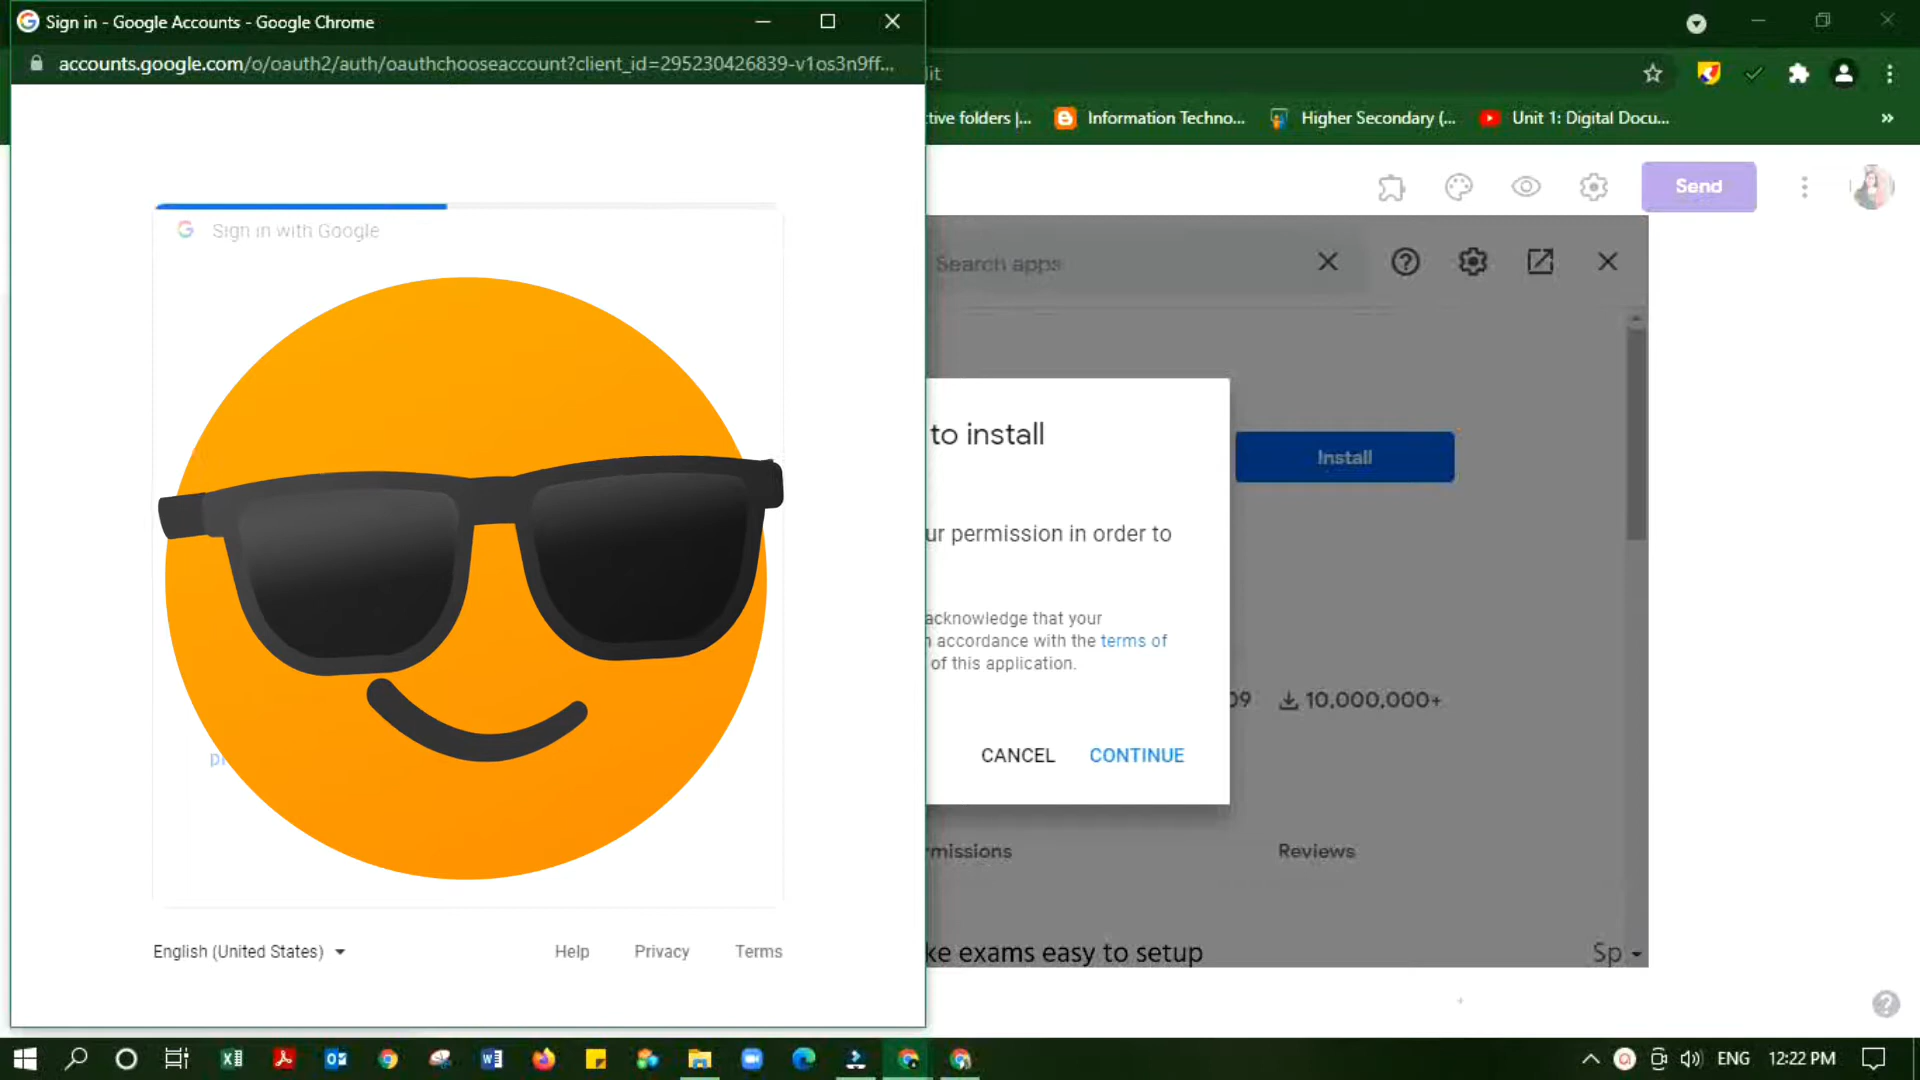 Sign in - Google Accounts - Google Chrome
accounts.google.com/o/oauth2/auth/oauthchooseaccount?client_id=295230426839-v1os3n9ff...
Sign in with Google
English (United States)
Help Privacy Terms
dit
ctive folders |... Information Techno... Higher Secondary (... Unit 1: Digital Docu...
Send
Search apps
to install
Install
ur permission in order to
acknowledge that your
n accordance with the terms of
of this application.
09 10,000,000+
CANCEL CONTINUE
missions Reviews
ke exams easy to setup Sp
ENG 12:22 PM